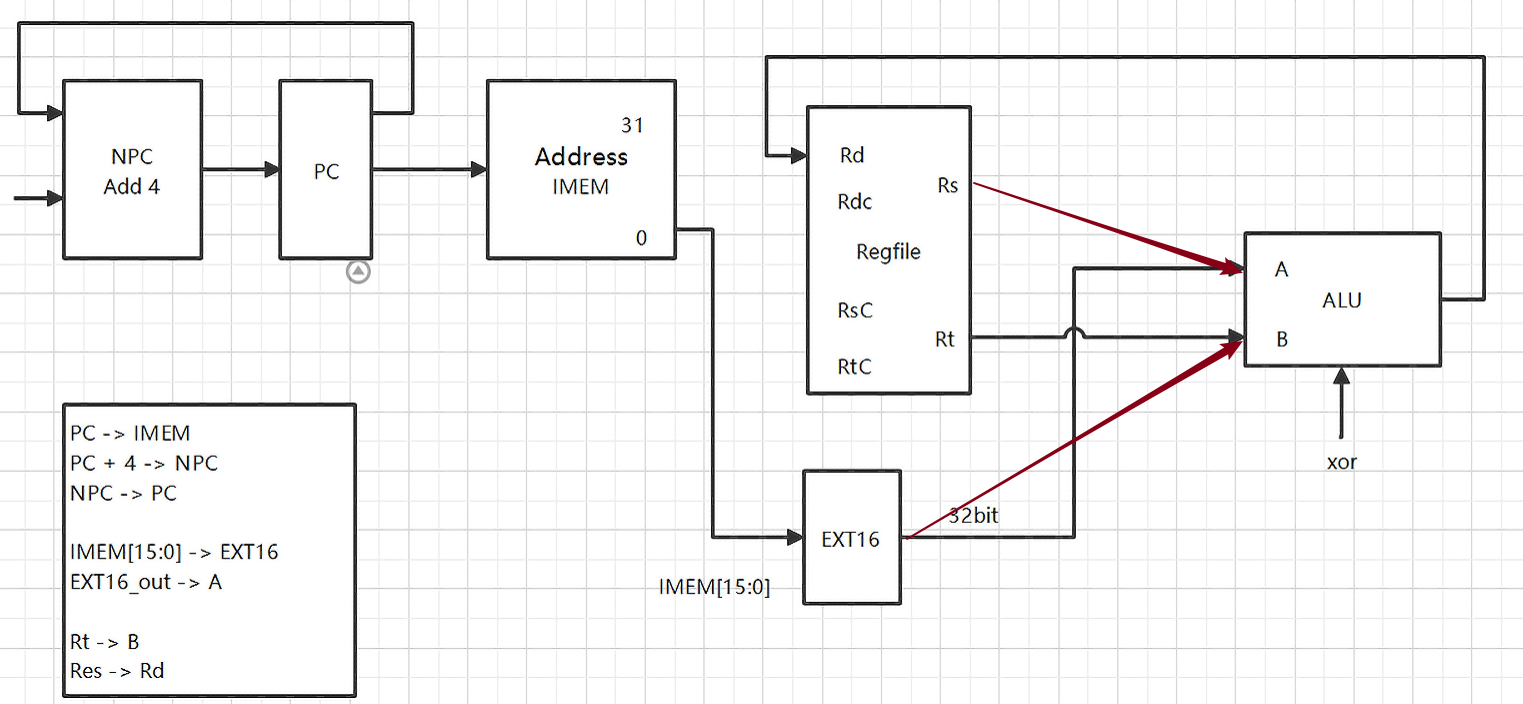 NPC
Add 4
PC
31
Address
IMEM
0
Rd
Rs
Rdc
Regfile
RsC
Rt
RtC
A
ALU
B
xor
PC -> IMEM
PC + 4 -> NPC
NPC -> PC
IMEM[15:0] -> EXT16
EXT16_out -> A
Rt -> B
Res -> Rd
32bit
EXT16
IMEM[15:0]